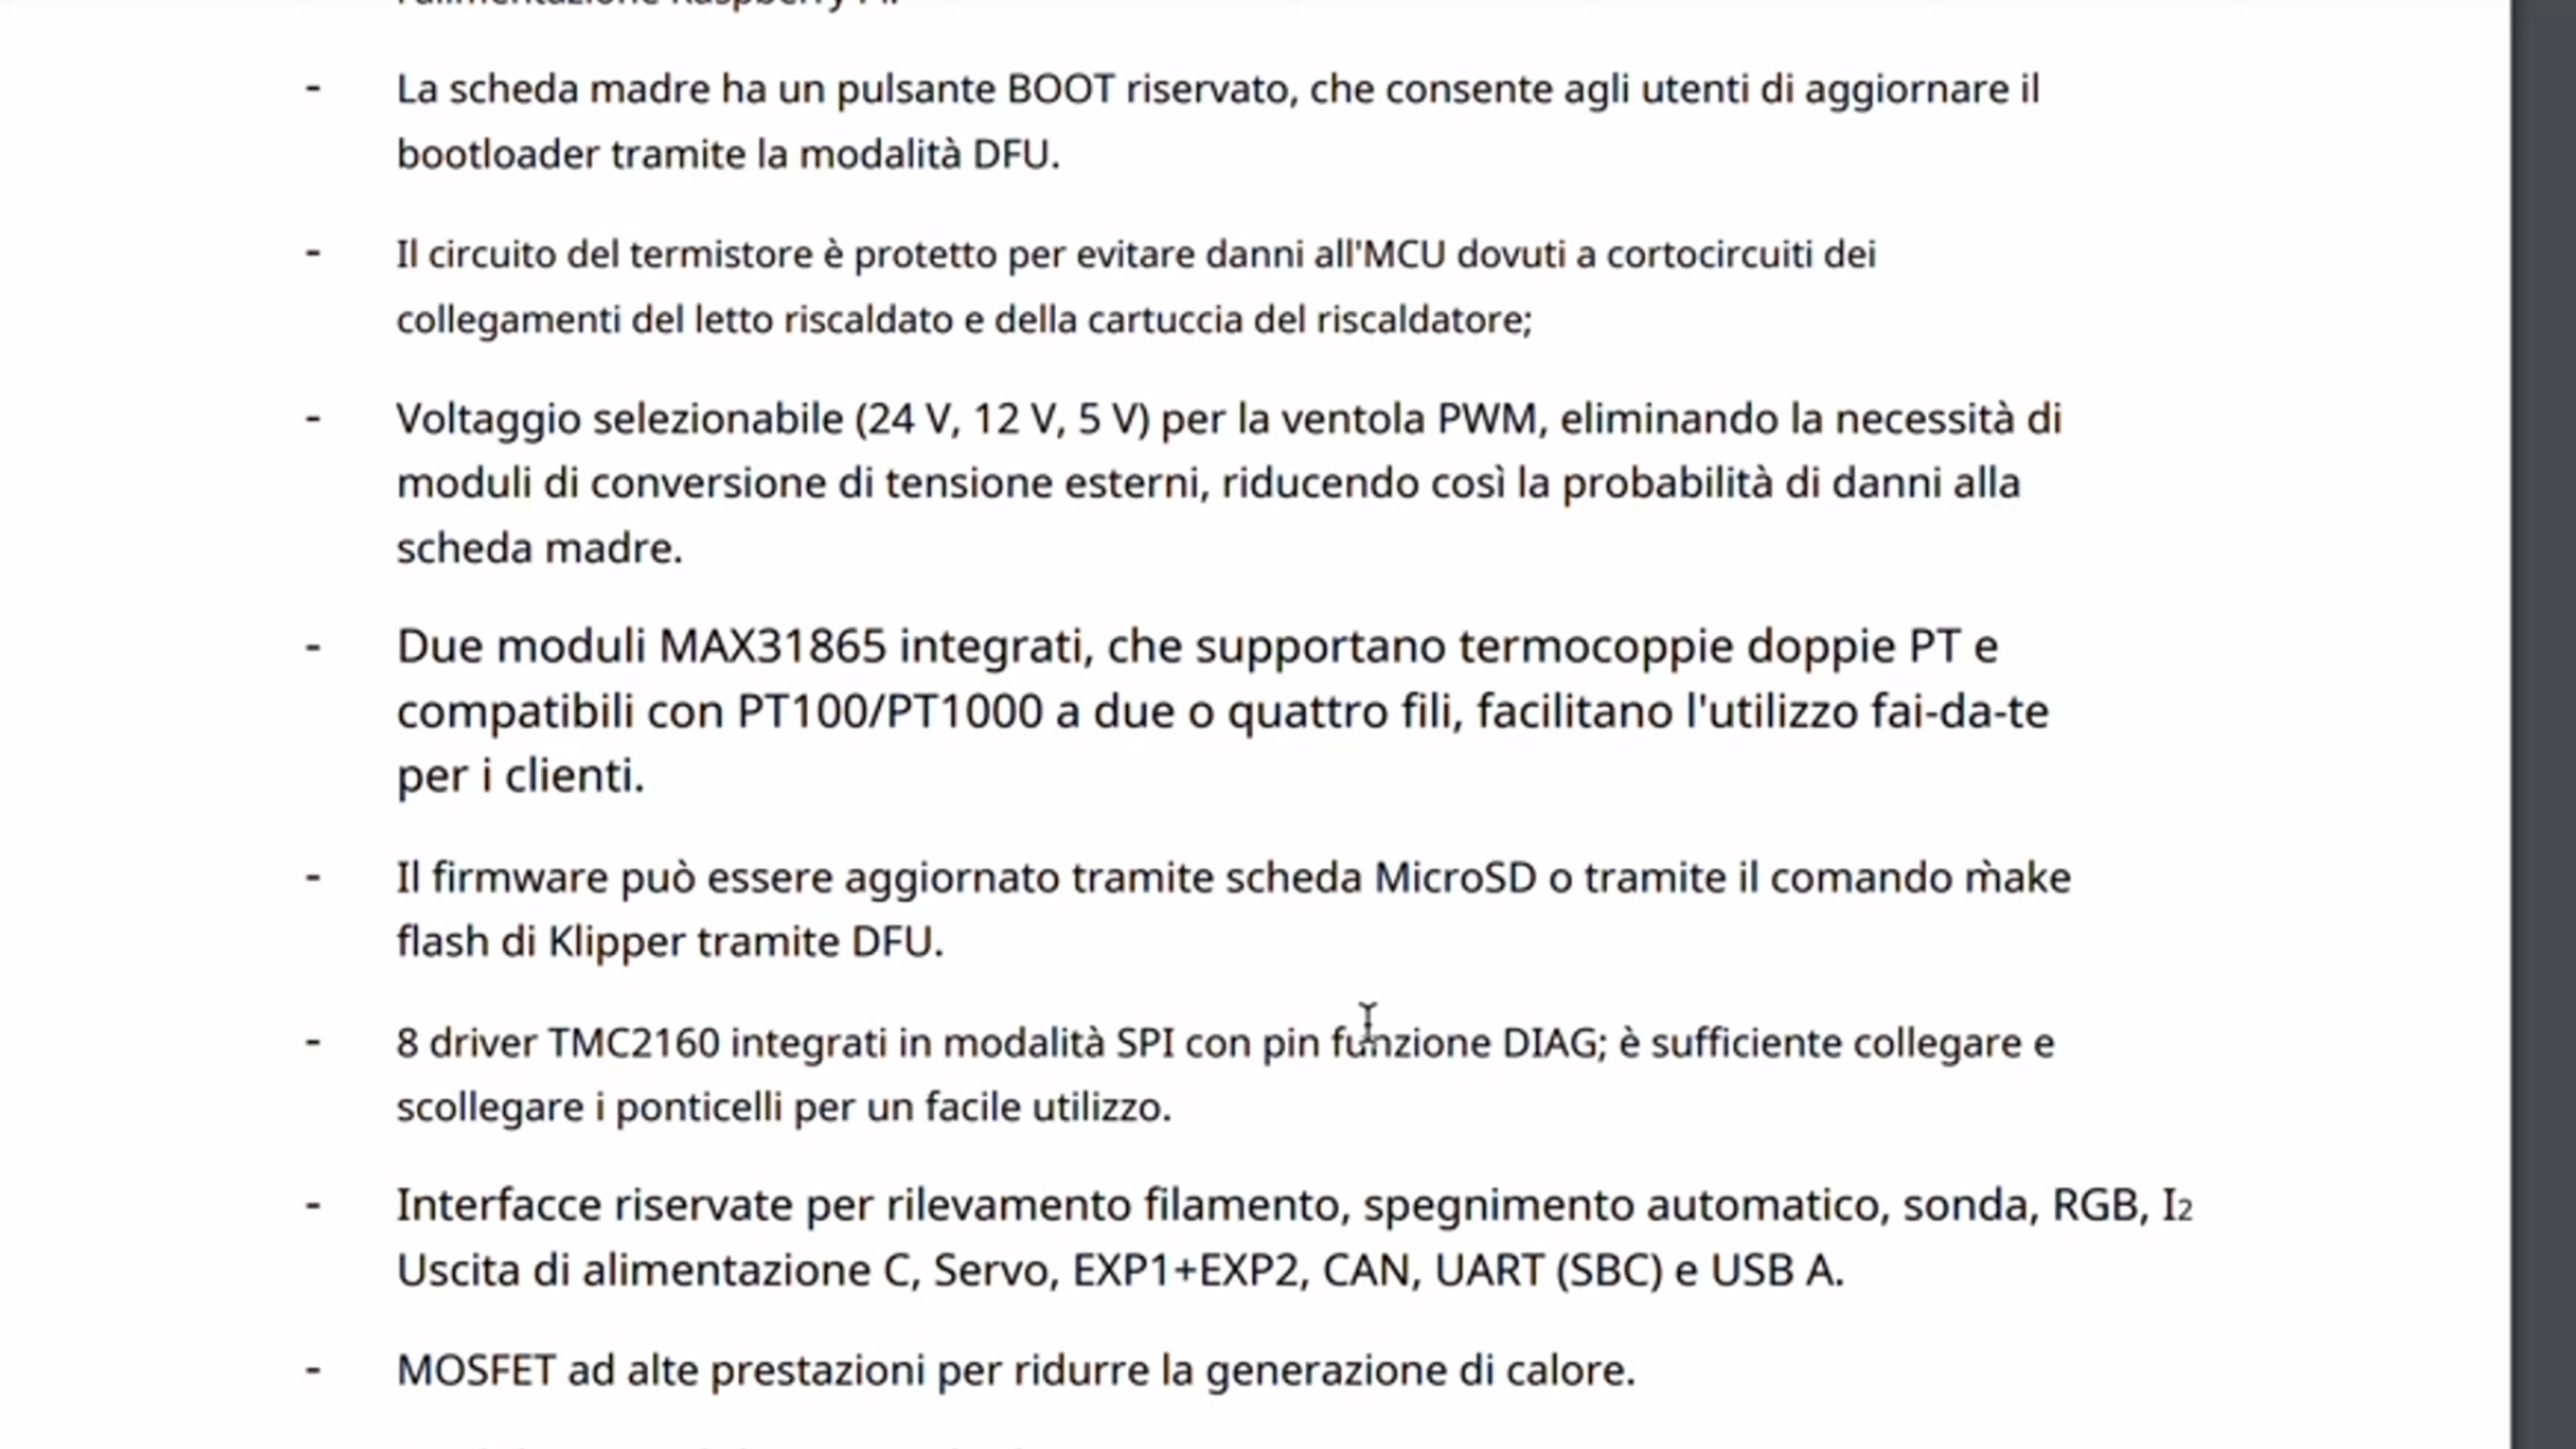 l'alimentazione Raspberry Pi.
- La scheda madre ha un pulsante BOOT riservato, che consente agli utenti di aggiornare il
bootloader tramite la modalità DFU.
- Il circuito del termistore è protetto per evitare danni all'MCU dovuti a cortocircuiti dei
collegamenti del letto riscaldato e della cartuccia del riscaldatore;
- Voltaggio selezionabile (24 V, 12 V, 5 V) per la ventola PWM, eliminando la necessità di
moduli di conversione di tensione esterni, riducendo così la probabilità di danni alla
scheda madre.
- Due moduli MAX31865 integrati, che supportano termocoppie doppie PT e
compatibili con PT100/PT1000 a due o quattro fili, facilitano l'utilizzo fai-da-te
per i clienti.
- Il firmware può essere aggiornato tramite scheda MicroSD o tramite il comando m̀ake
flash di Klipper tramite DFU.
- 8 driver TMC2160 integrati in modalità SPI con pin funzione DIAG; è sufficiente collegare e
scollegare i ponticelli per un facile utilizzo.
- Interfacce riservate per rilevamento filamento, spegnimento automatico, sonda, RGB, I2
Uscita di alimentazione C, Servo, EXP1+EXP2, CAN, UART (SBC) e USB A.
- MOSFET ad alte prestazioni per ridurre la generazione di calore.